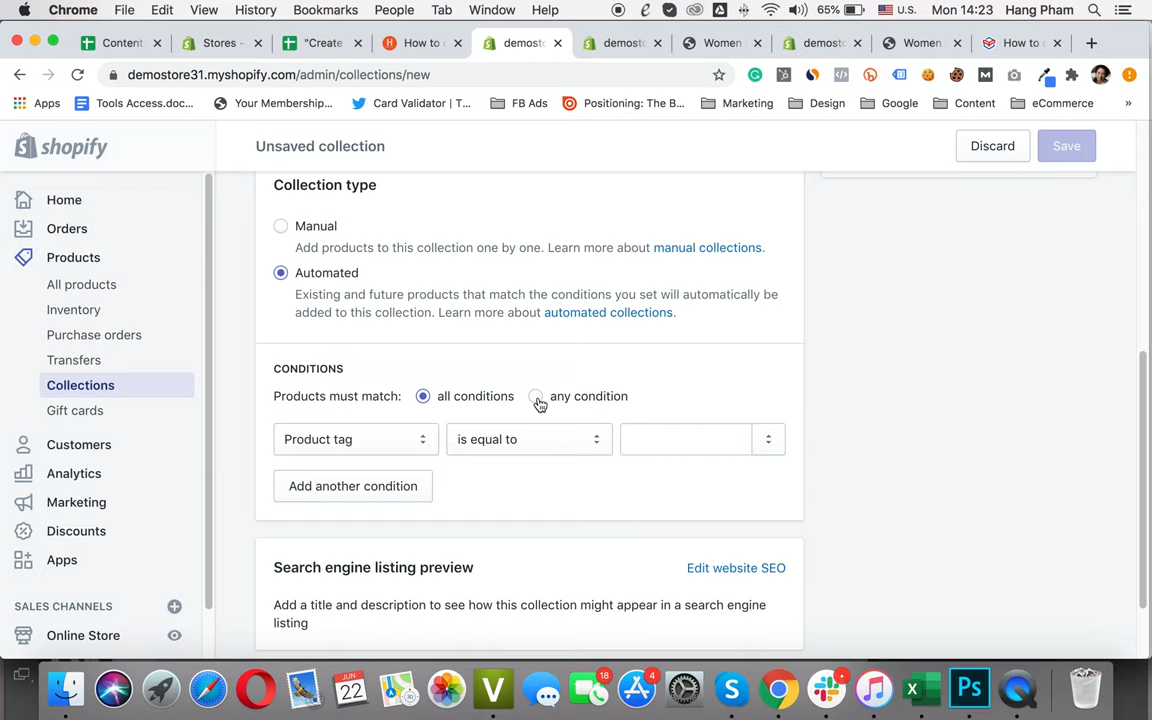 Chrome File Edit View History Bookmarks People Tab Window Help 65% U.S. Mon 14:23 Hang Pham
Content Stores - "Create How to c demost demost Women demost Women How to c
demostore31.myshopify.com/admin/collections/new
Apps Tools Access.doc... Your Membership... Card Validator | T... FB Ads Positioning: The B... Marketing Design Google Content eCommerce »
shopify Unsaved collection Discard Save
Home
Orders
Products
All products
Inventory
Purchase orders
Transfers
Collections
Gift cards
Customers
Analytics
Marketing
Discounts
Apps
SALES CHANNELS
Online Store
Collection type
Manual
Add products to this collection one by one. Learn more about manual collections.
Automated
Existing and future products that match the conditions you set will automatically be
added to this collection. Learn more about automated collections.
CONDITIONS
Products must match: all conditions any condition
Product tag is equal to
Add another condition
Search engine listing preview Edit website SEO
Add a title and description to see how this collection might appear in a search engine
listing
JUN
22
18
4
Ps